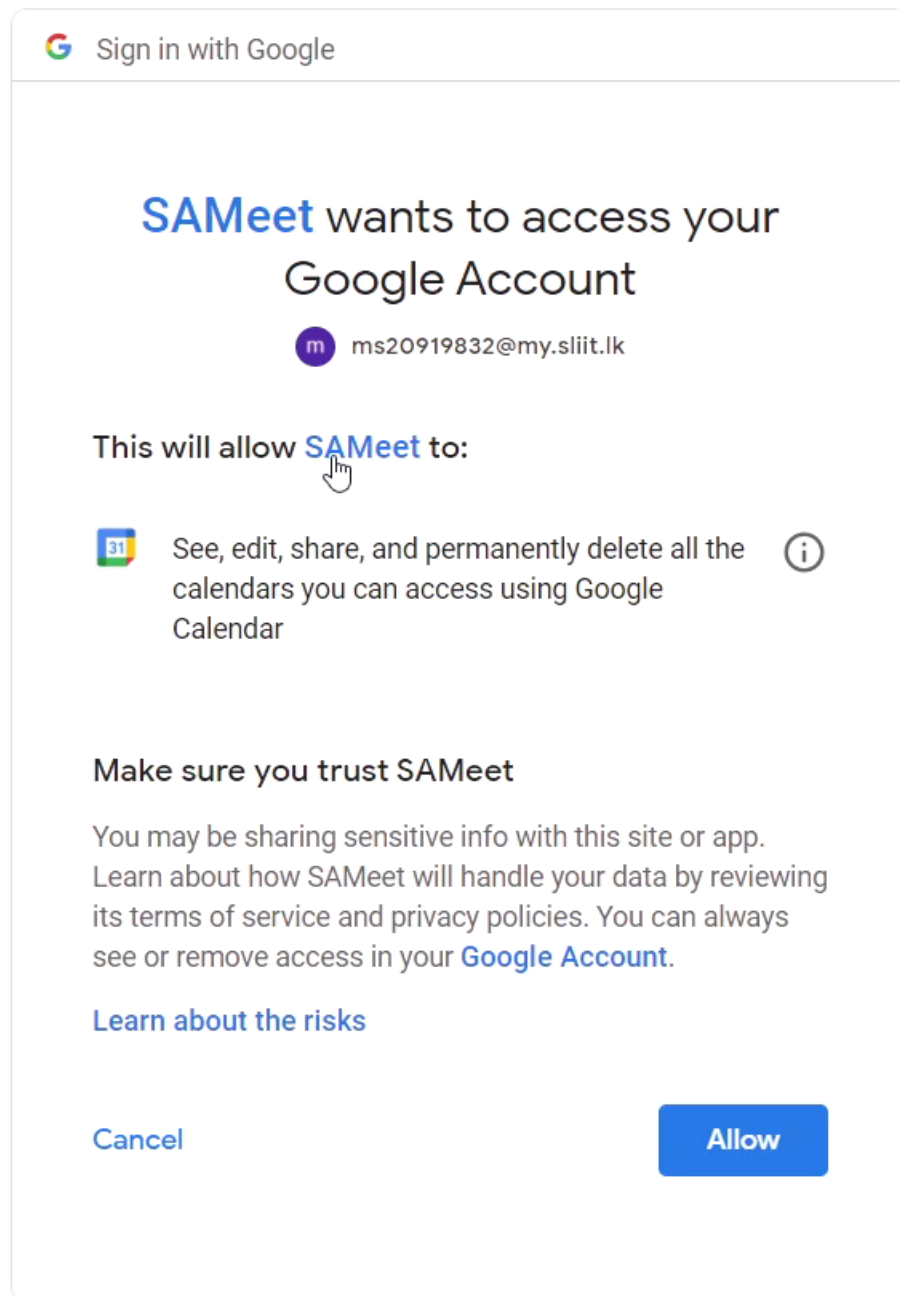 Sign in with Google
SAMeet wants to access your
Google Account
m ms20919832@my.sliit.lk
This will allow SAMeet to:
31 See, edit, share, and permanently delete all the
calendars you can access using Google
Calendar
Make sure you trust SAMeet
You may be sharing sensitive info with this site or app.
Learn about how SAMeet will handle your data by reviewing
its terms of service and privacy policies. You can always
see or remove access in your Google Account.
Learn about the risks
Cancel Allow